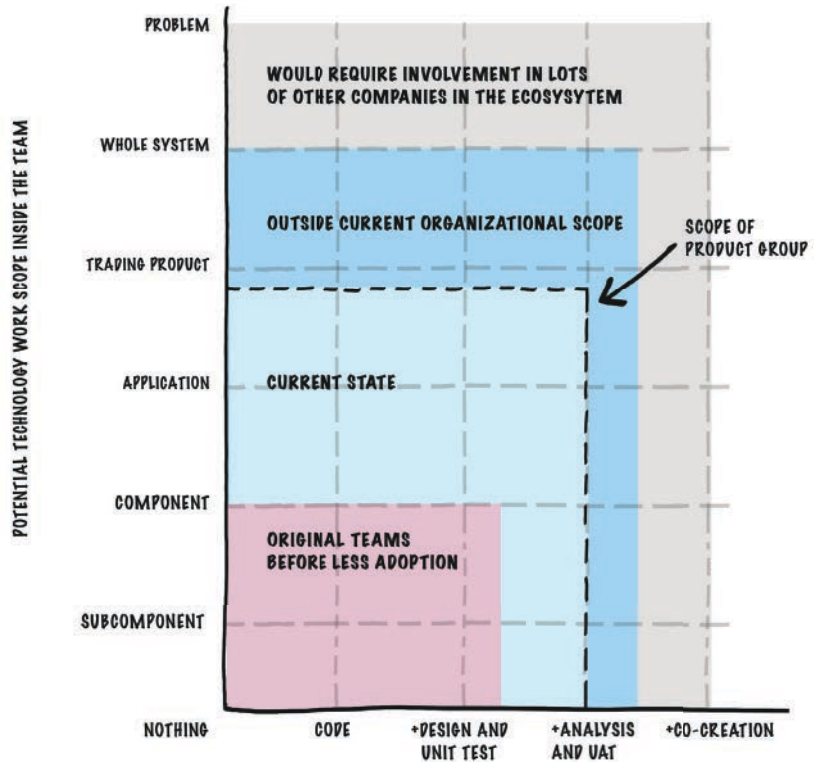 PROBLEM
WOULD REQUIRE INVOLVEMENT IN LOTS
OF OTHER COMPANIES IN THE ECOSYSYTEM
WHOLE SYSTEM
OUTSIDE CURRENT ORGANIZATIONAL SCOPE
SCOPE OF
PRODUCT GROUP
TRADING PRODUCT
APPLICATION
CURRENT STATE
COMPONENT
ORIGINAL TEAMS
BEFORE LESS ADOPTION
SUBCOMPONENT
NOTHING
CODE
+DESIGN AND
UNIT TEST
+ANALYSIS
AND UAT
+CO-CREATION
POTENTIAL TECHNOLOGY WORK SCOPE INSIDE THE TEAM